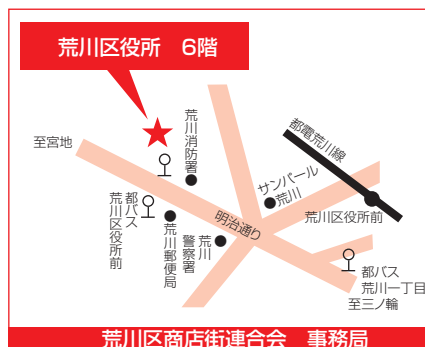 荒川区役所 6階
至宮地
荒川消防署
都電荒川線
サンパール
荒川
荒川区役所前
都バス
荒川区役所前
明治通り
荒川郵便局
荒川
警察署
都バス
荒川一丁目
至三ノ輪
荒川区商店街連合会 事務局